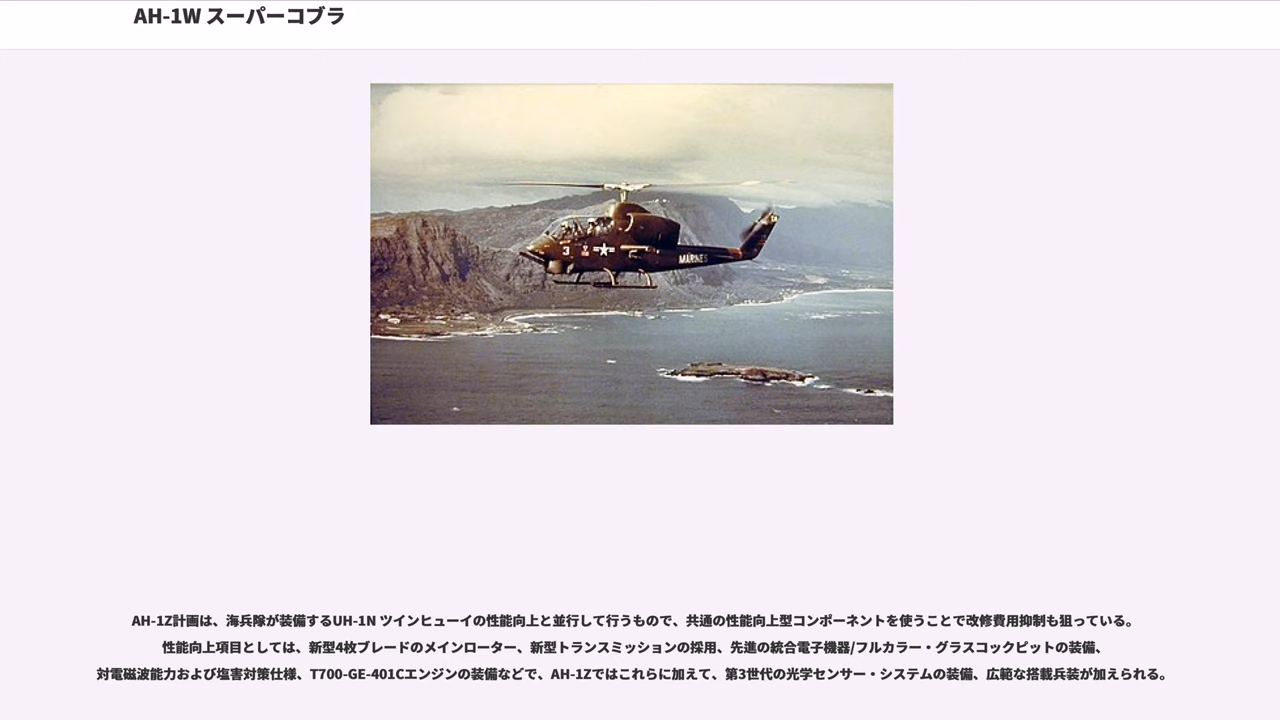 AH-1W スーパーコブラ
3
MARINES
AH-1Z計画は、海兵隊が装備するUH-1N ツインヒューイの性能向上と並行して行うもので、共通の性能向上型コンポーネントを使うことで改修費用抑制も狙っている。
性能向上項目としては、新型4枚ブレードのメインローター、新型トランスミッションの採用、先進の統合電子機器/フルカラー・グラスコックピットの装備、
対電磁波能力および塩害対策仕様、T700-GE-401Cエンジンの装備などで、AH-1Zではこれらに加えて、第3世代の光学センサー・システムの装備、広範な搭載兵装が加えられる。